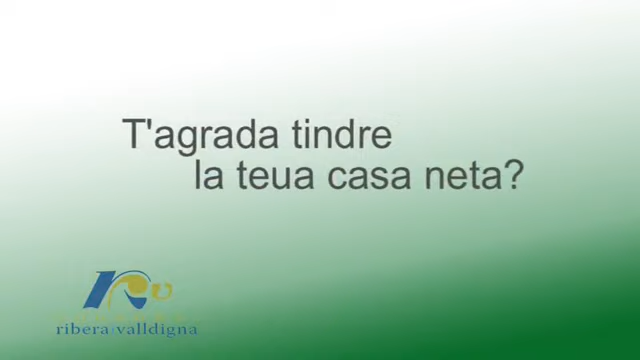 T'agrada tindre
la teua casa neta?
ribera/valldigna